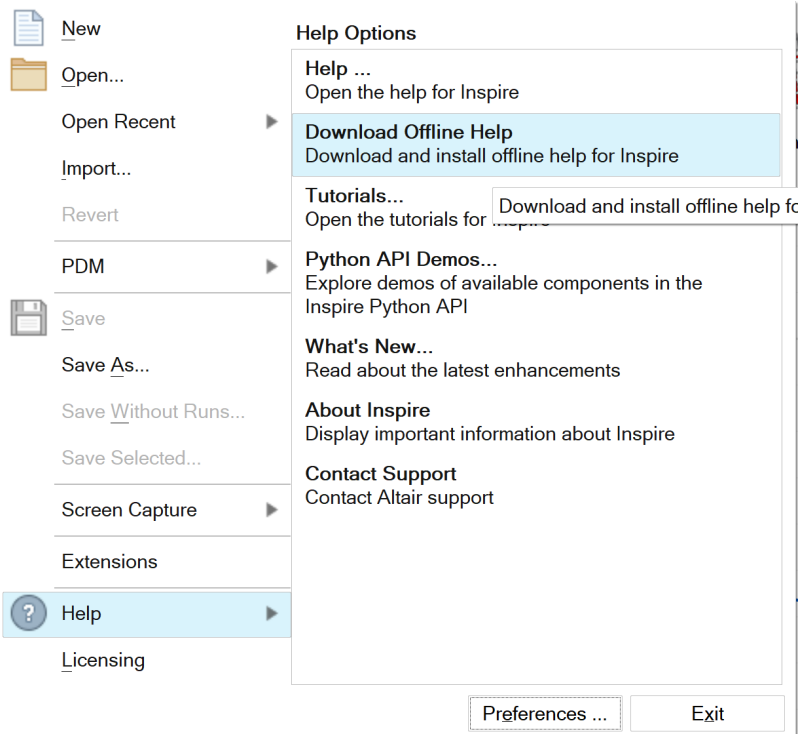 New
Open...
Open Recent
Import...
Revert
PDM
Save
Save As...
Save Without Runs...
Save Selected...
Screen Capture
Extensions
Help
Licensing
Help Options
Help ...
Open the help for Inspire
Download Offline Help
Download and install offline help for Inspire
Tutorials...
Open the tutorials for Inspire
Download and install offline help fo
Python API Demos...
Explore demos of available components in the
Inspire Python API
What's New...
Read about the latest enhancements
About Inspire
Display important information about Inspire
Contact Support
Contact Altair support
Preferences ...
Exit